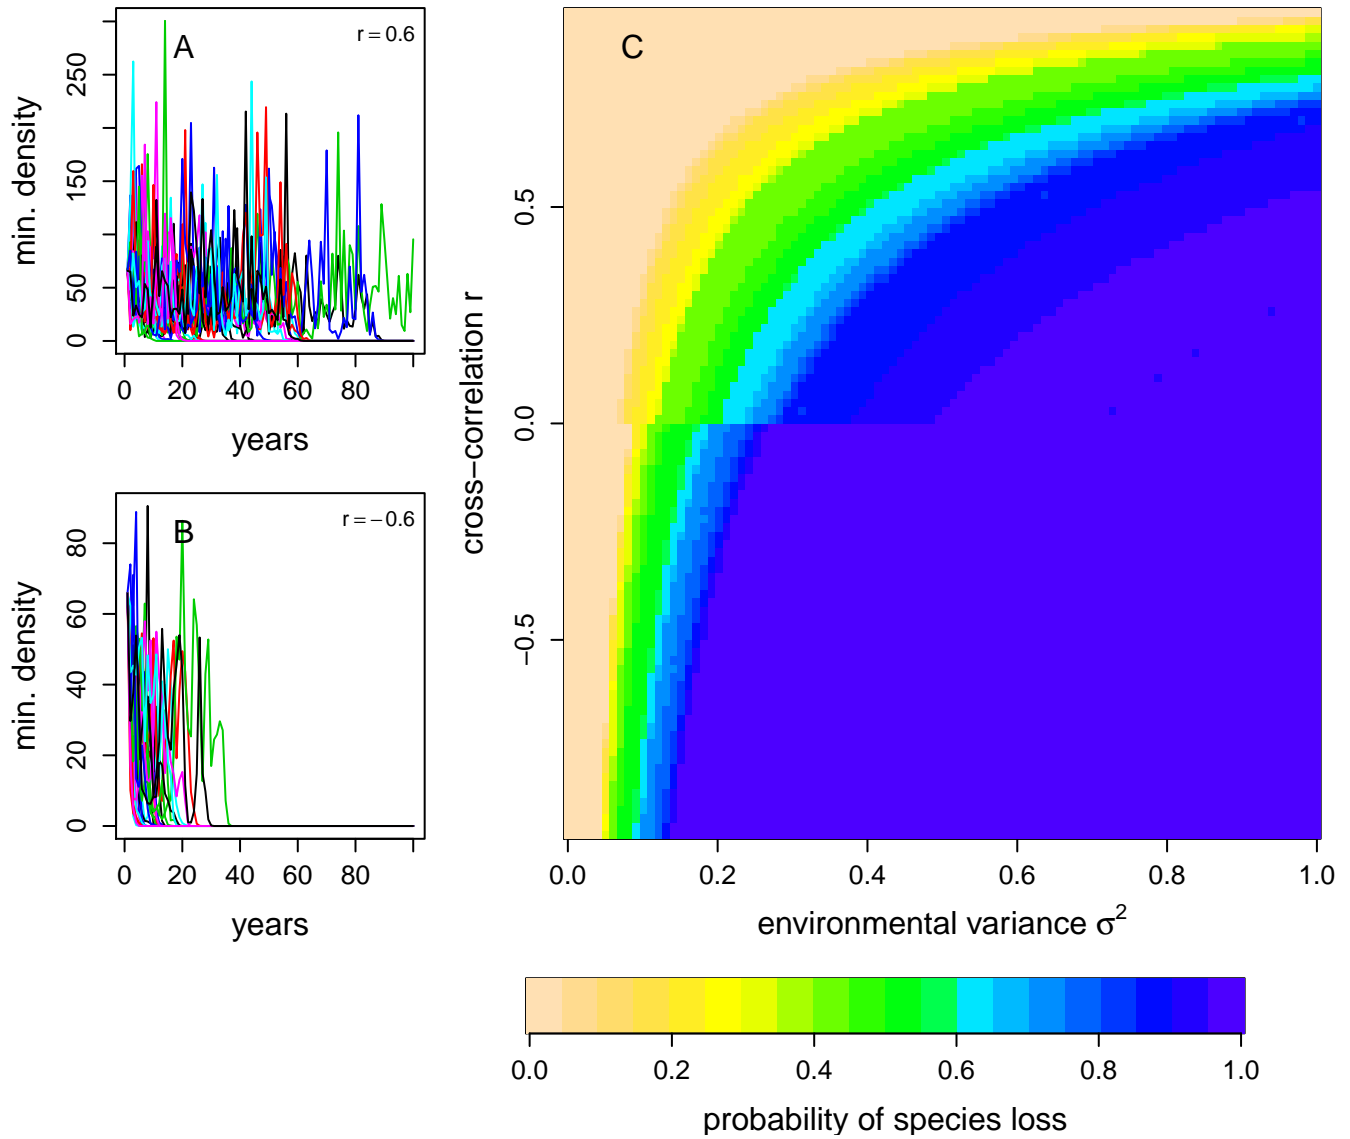 A
r = 0.6
min. density
0 50 150 250
0 20 40 60 80
years
B
r = −0.6
min. density
0 20 40 60 80
0 20 40 60 80
years
C
cross−correlation r
−0.5 0.0 0.5
0.0 0.2 0.4 0.6 0.8 1.0
environmental variance σ²
0.0 0.2 0.4 0.6 0.8 1.0
probability of species loss